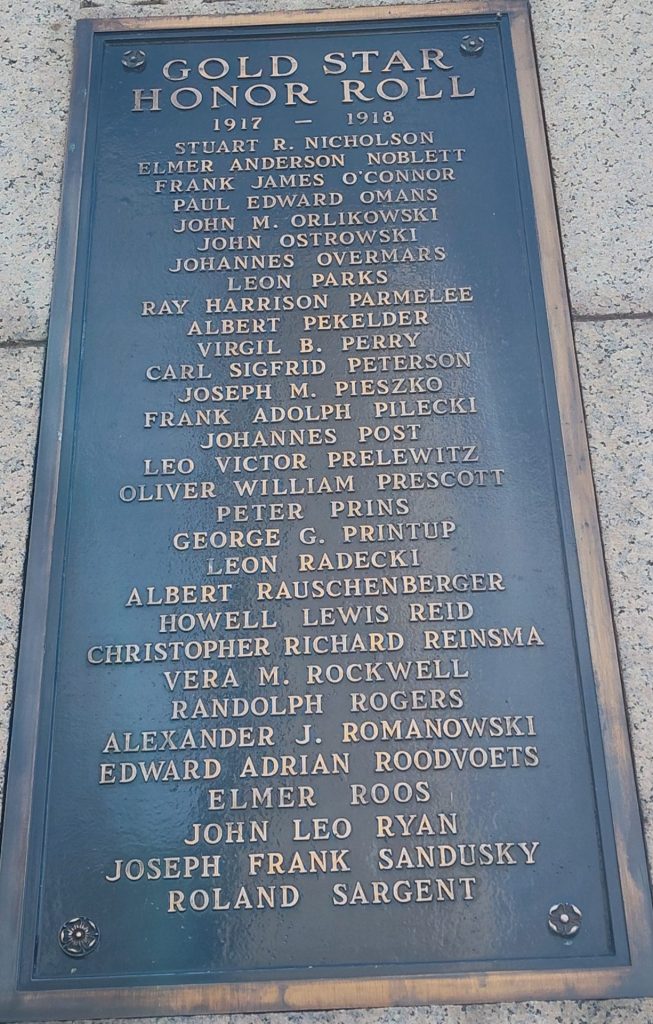 GOLD STAR
HONOR ROLL
1917 — 1918
STUART R. NICHOLSON
ELMER ANDERSON NOBLETT
FRANK JAMES O'CONNOR
PAUL EDWARD OMANS
JOHN M. ORLIKOWSKI
JOHN OSTROWSKI
JOHANNES OVERMARS
LEON PARKS
RAY HARRISON PARMELEE
ALBERT PEKELDER
VIRGIL B. PERRY
CARL SIGFRID PETERSON
JOSEPH M. PIESZKO
FRANK ADOLPH PILECKI
JOHANNES POST
LEO VICTOR PRELEWITZ
OLIVER WILLIAM PRESCOTT
PETER PRINS
GEORGE G. PRINTUP
LEON RADECKI
ALBERT RAUSCHENBERGER
HOWELL LEWIS REID
CHRISTOPHER RICHARD REINSMA
VERA M. ROCKWELL
RANDOLPH ROGERS
ALEXANDER J. ROMANOWSKI
EDWARD ADRIAN ROODVOETS
ELMER ROOS
JOHN LEO RYAN
JOSEPH FRANK SANDUSKY
ROLAND SARGENT